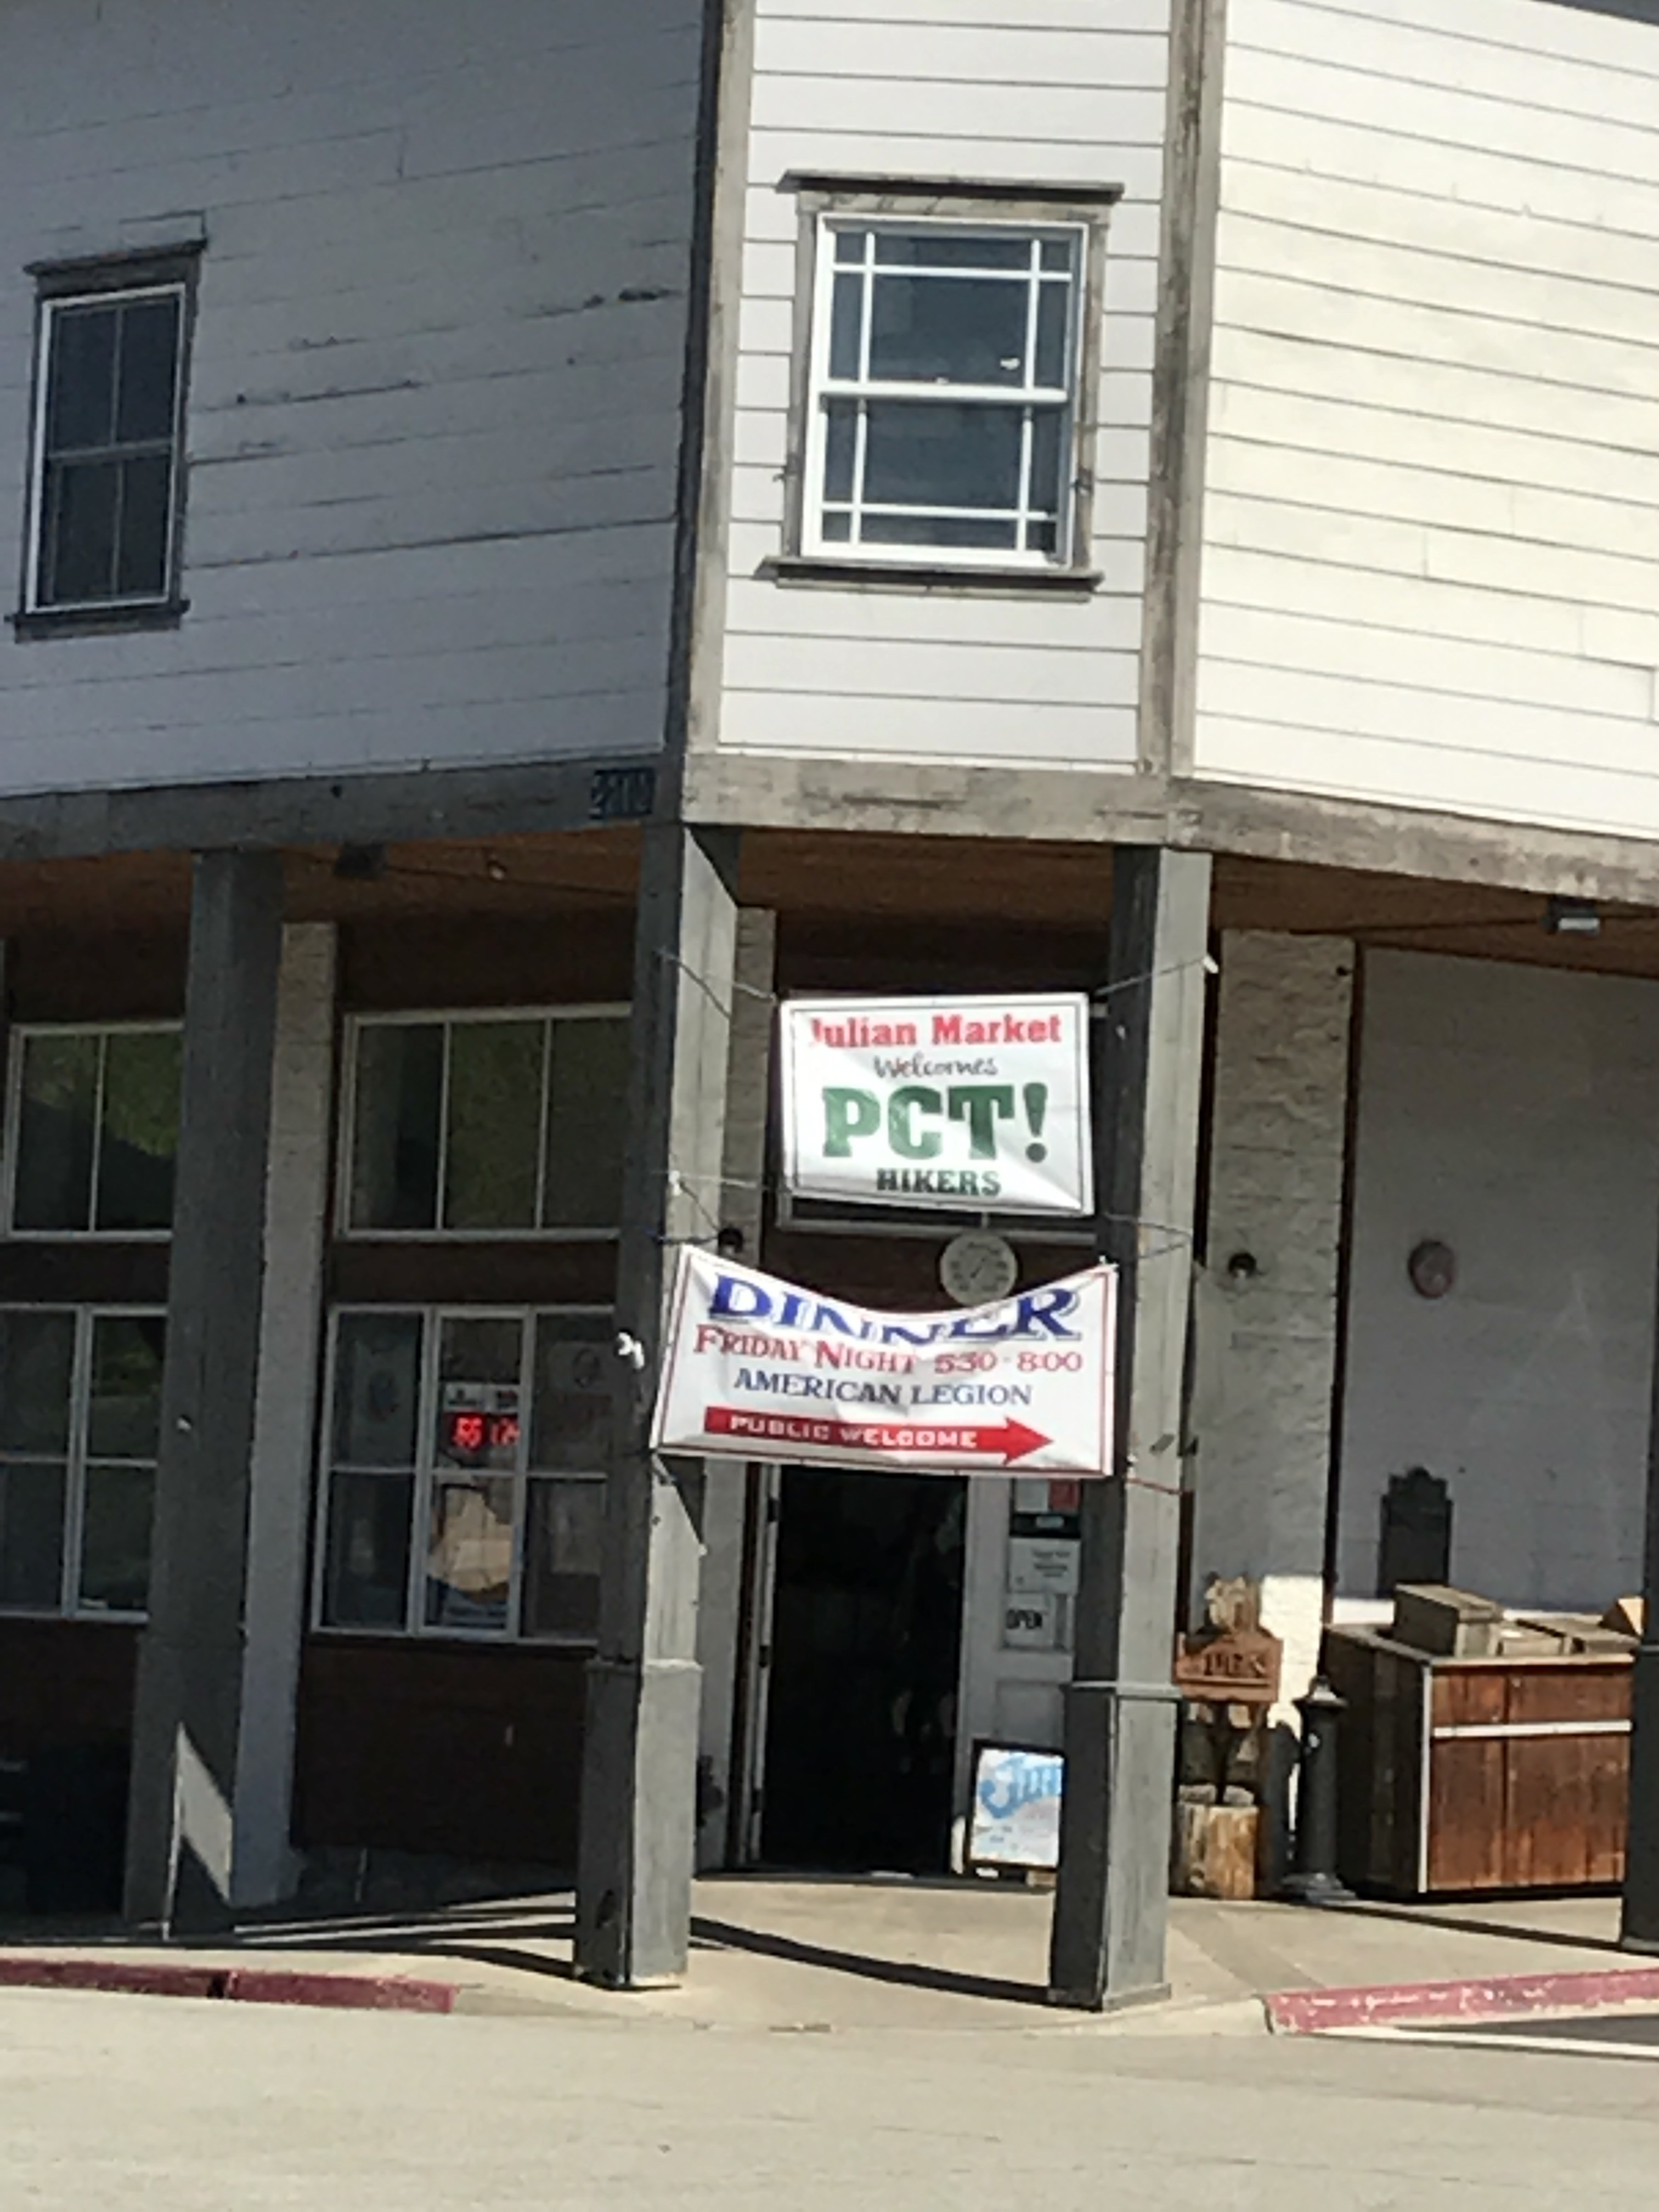 Julian Market
Welcomes
PCT!
HIKERS
DINNER
FRIDAY NIGHT 530-800
AMERICAN LEGION
PUBLIC WELCOME
OPEN